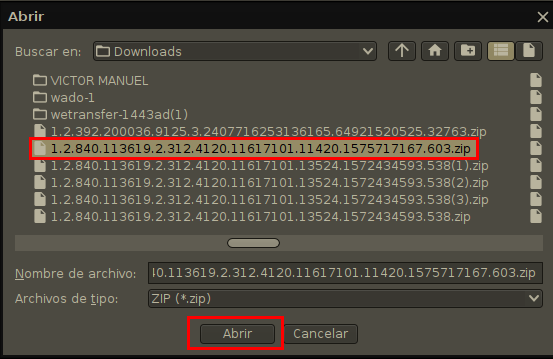 Abrir
Buscar en: Downloads
VICTOR MANUEL
wado-1
wetransfer-1443ad(1)
1.2.392.200036.9125.3.2407716253136165.64921520525.32763.zip
1.2.840.113619.2.312.4120.11617101.11420.1575717167.603.zip
1.2.840.113619.2.312.4120.11617101.13524.1572434593.538(1).zip
1.2.840.113619.2.312.4120.11617101.13524.1572434593.538(2).zip
1.2.840.113619.2.312.4120.11617101.13524.1572434593.538(3).zip
1.2.840.113619.2.312.4120.11617101.13524.1572434593.538.zip
Nombre de archivo: 40.113619.2.312.4120.11617101.11420.1575717167.603.zip
Archivos de tipo: ZIP (*.zip)
Abrir Cancelar